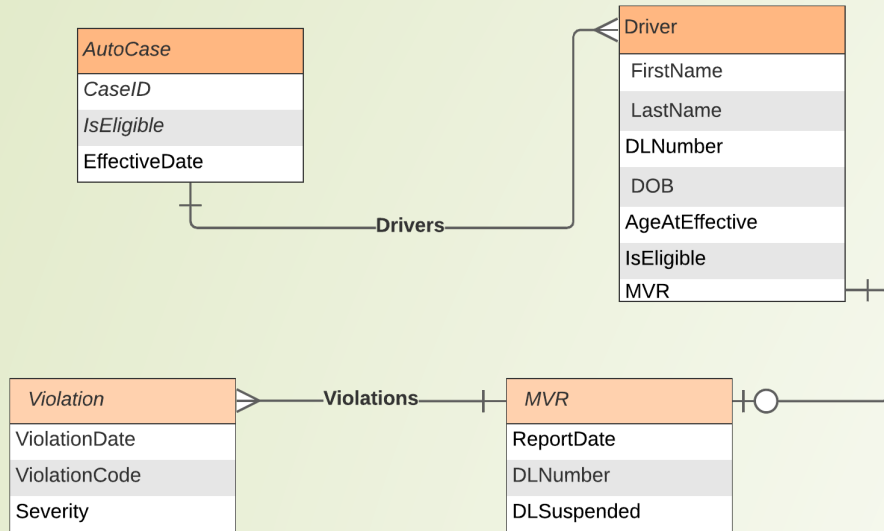 AutoCase
CaseID
IsEligible
EffectiveDate
Drivers
Driver
FirstName
LastName
DLNumber
DOB
AgeAtEffective
IsEligible
MVR
Violation
ViolationDate
ViolationCode
Severity
Violations
MVR
ReportDate
DLNumber
DLSuspended